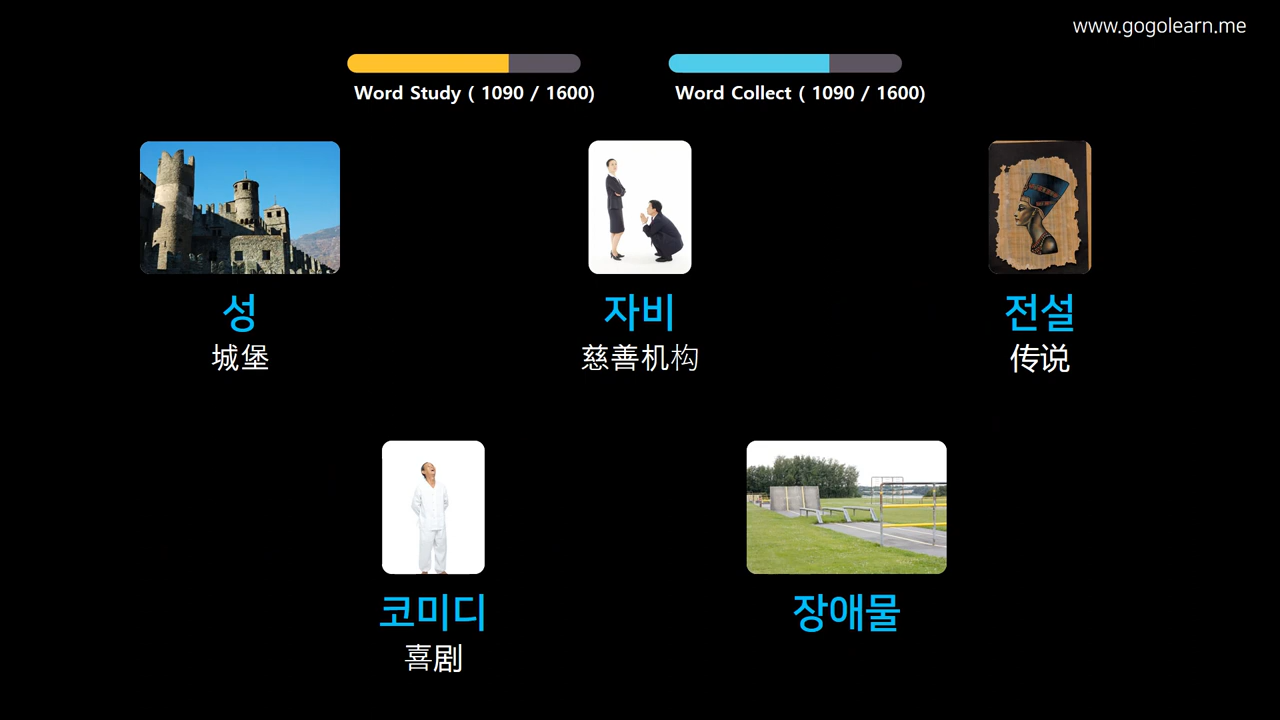 www.gogolearn.me
Word Study ( 1090 / 1600)
Word Collect ( 1090 / 1600)
성
城堡
자비
慈善机构
전설
传说
코미디
喜剧
장애물